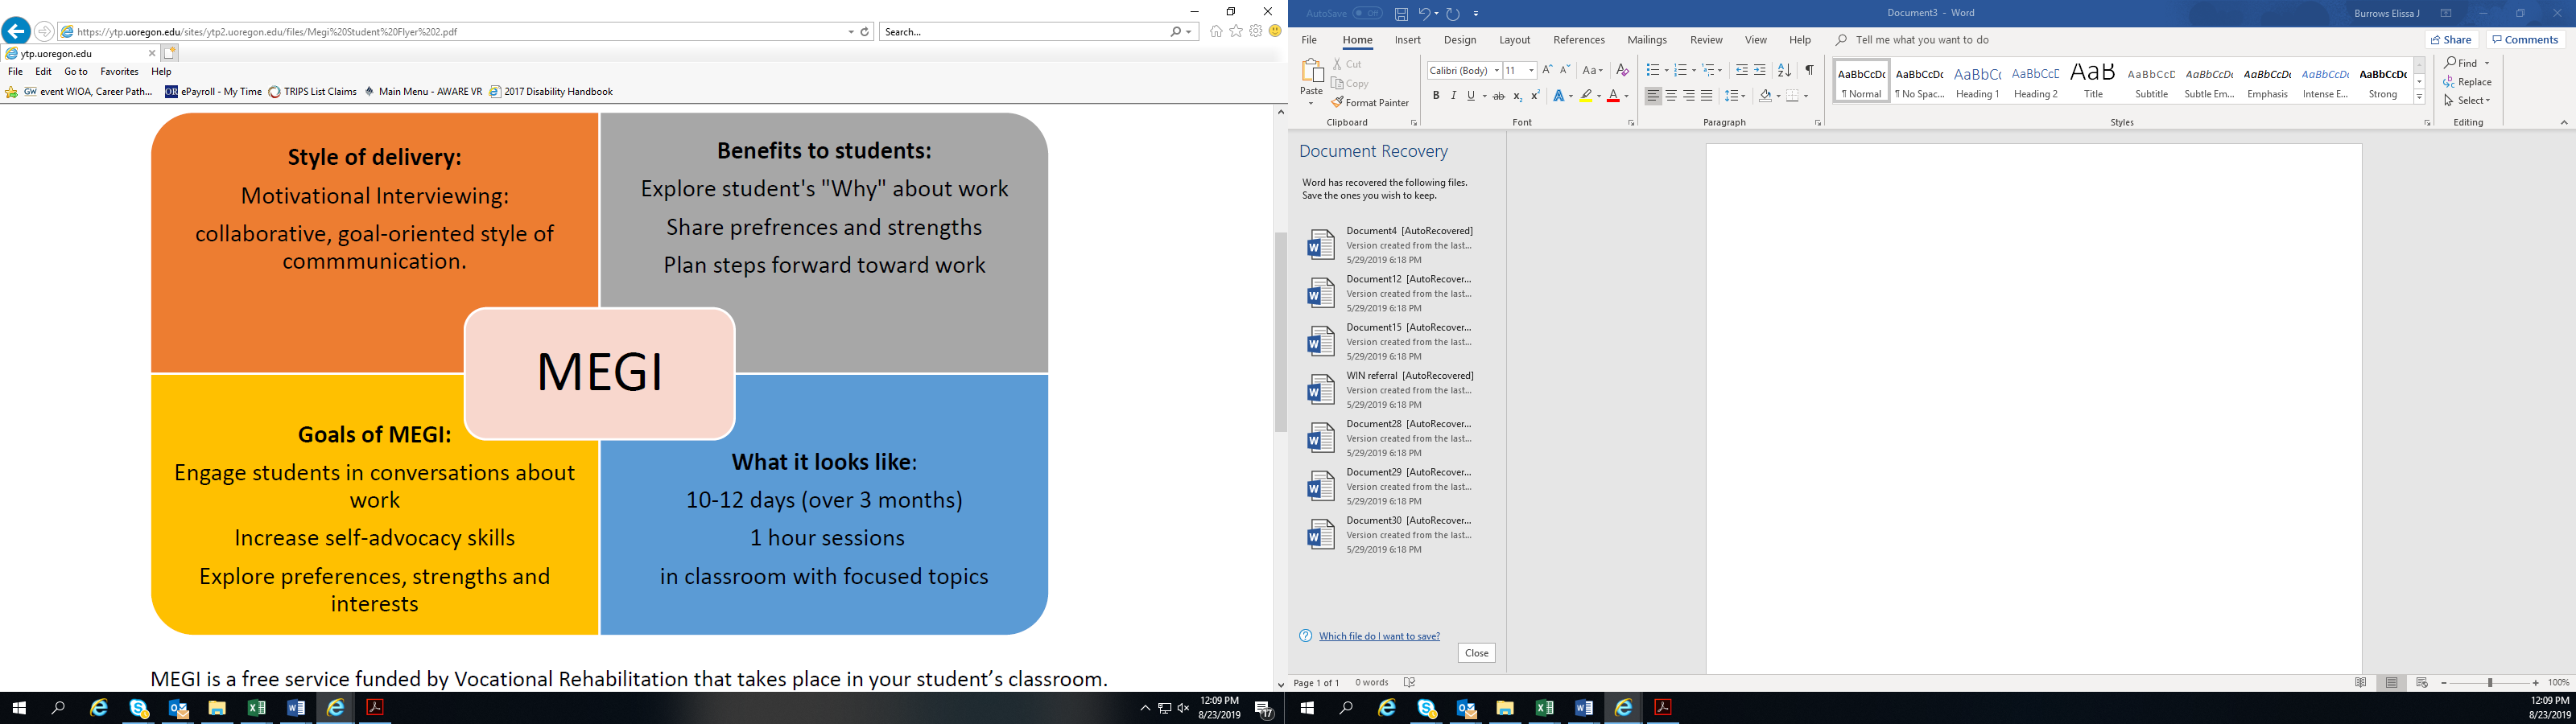 https://ytp.uoregon.edu/sites/ytp2.uoregon.edu/files/Megi%20Student%20Flyer%202.pdf
Search...
ytp.uoregon.edu
File Edit Go to Favorites Help
event WIOA, Career Path... ePayroll - My Time TRIPS List Claims Main Menu - AWARE VR 2017 Disability Handbook
Style of delivery:
Motivational Interviewing:
collaborative, goal-oriented style of
commmunication.
Benefits to students:
Explore student's "Why" about work
Share prefrences and strengths
Plan steps forward toward work
MEGI
Goals of MEGI:
Engage students in conversations about
work
Increase self-advocacy skills
Explore preferences, strengths and
interests
What it looks like:
10-12 days (over 3 months)
1 hour sessions
in classroom with focused topics
MEGI is a free service funded by Vocational Rehabilitation that takes place in your student’s classroom.
12:09 PM
8/23/2019
17
AutoSave Off
Document3 - Word
Burrows Elissa J
File Home Insert Design Layout References Mailings Review View Help Tell me what you want to do
Share Comments
Paste
Cut
Copy
Format Painter
Clipboard
Calibri (Body) 11
Font
Paragraph
AaBbCcDc AaBbCcDc AaBbCc AaBbCcE AaB AaBbCcD AaBbCcDc AaBbCcDc AaBbCcDc AaBbCcDc
¶ Normal ¶ No Spac... Heading 1 Heading 2 Title Subtitle Subtle Em... Emphasis Intense E... Strong
Styles
Find
Replace
Select
Editing
Document Recovery
Word has recovered the following files.
Save the ones you wish to keep.
Document4 [AutoRecovered]
Version created from the last...
5/29/2019 6:18 PM
Document12 [AutoRecover...
Version created from the last...
5/29/2019 6:18 PM
Document15 [AutoRecover...
Version created from the last...
5/29/2019 6:18 PM
WIN referral [AutoRecovered]
Version created from the last...
5/29/2019 6:18 PM
Document28 [AutoRecover...
Version created from the last...
5/29/2019 6:18 PM
Document29 [AutoRecover...
Version created from the last...
5/29/2019 6:18 PM
Document30 [AutoRecover...
Version created from the last...
5/29/2019 6:18 PM
Which file do I want to save?
Close
Page 1 of 1 0 words
100%
12:09 PM
8/23/2019